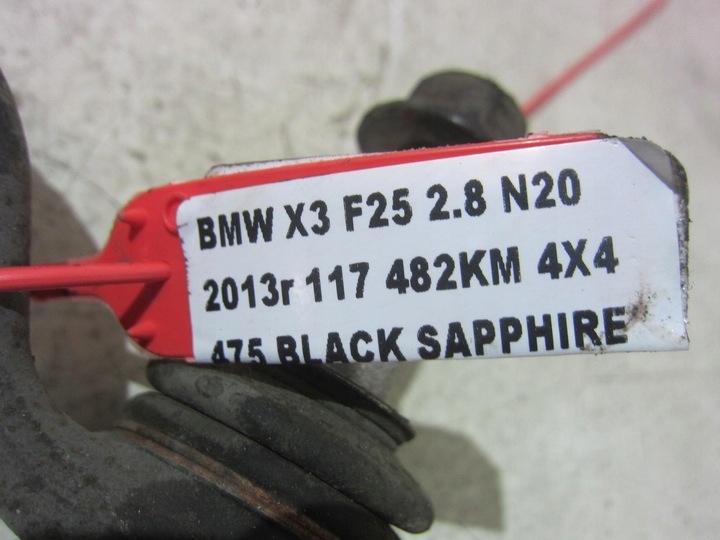 BMW X3 F25 2.8 N20
2013r 117 482KM 4X4
475 BLACK SAPPHIRE